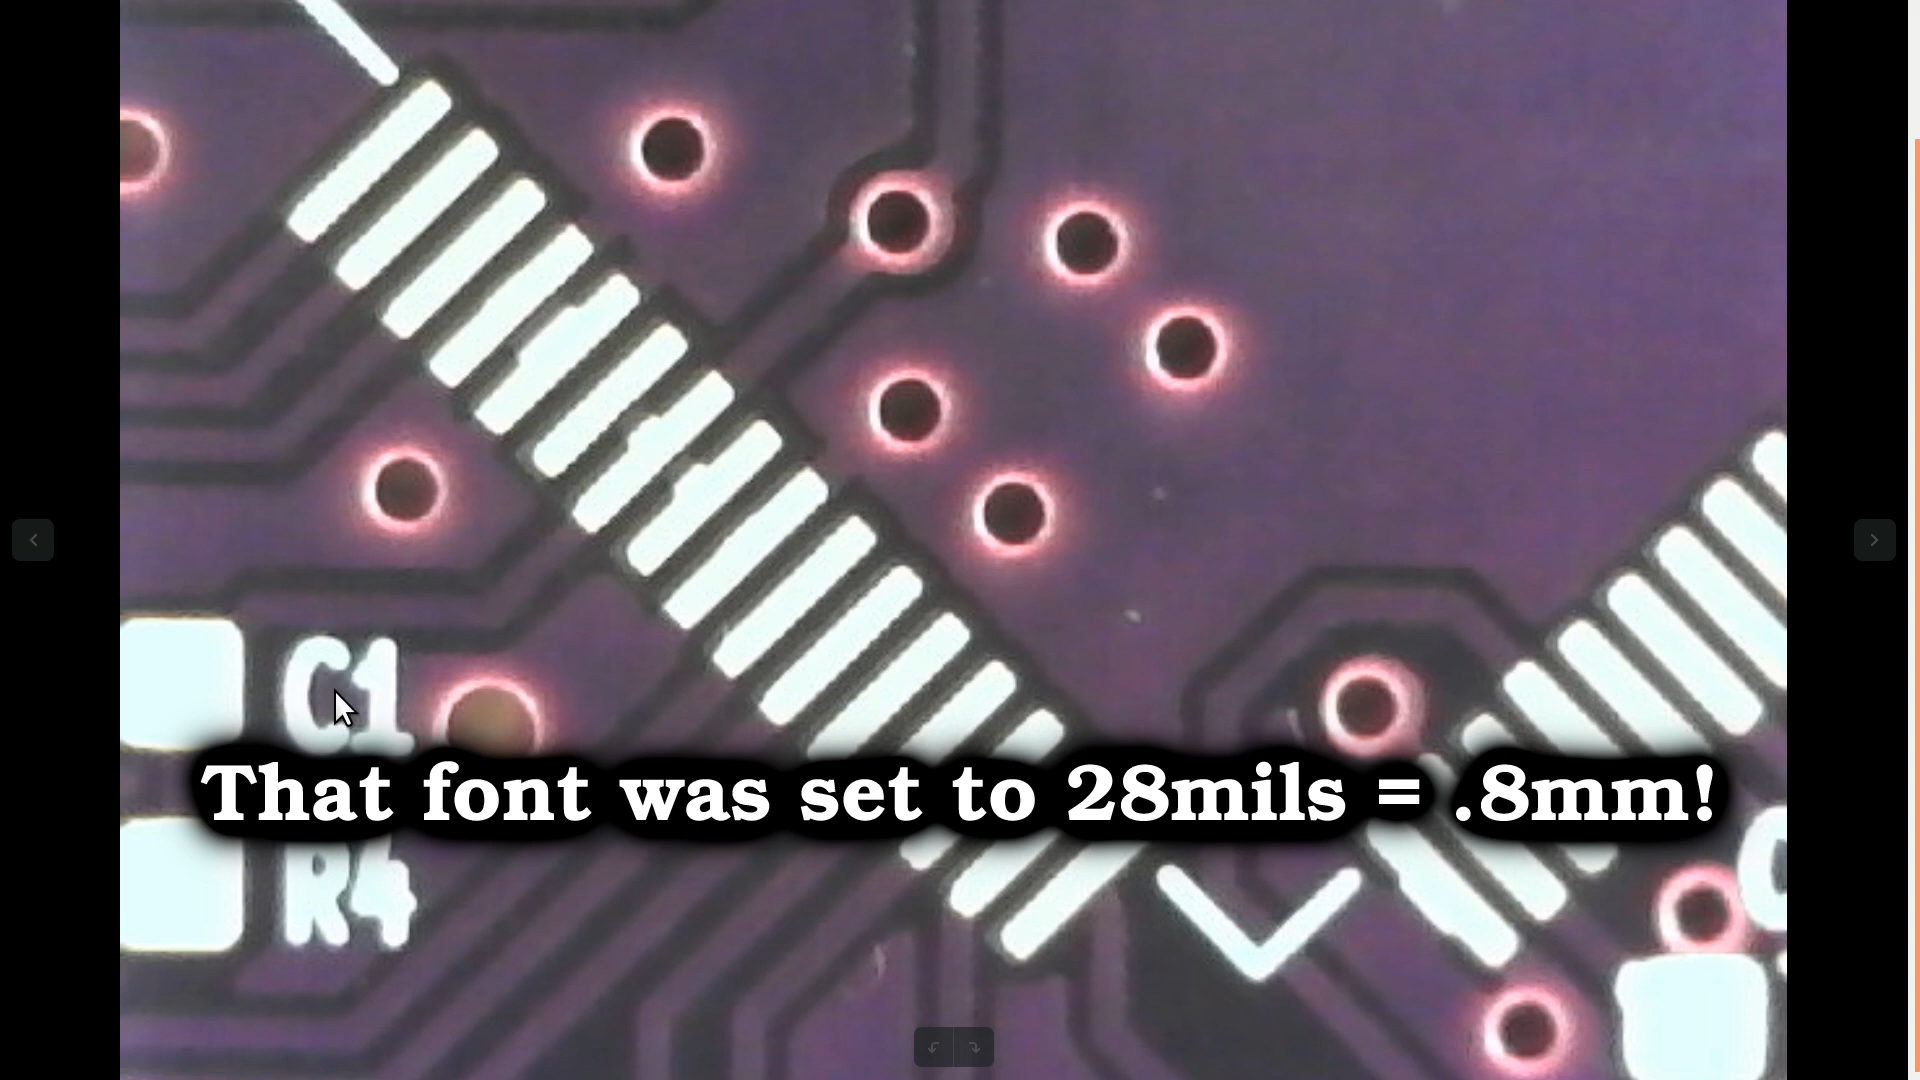 C1
That font was set to 28mils = .8mm!
R4